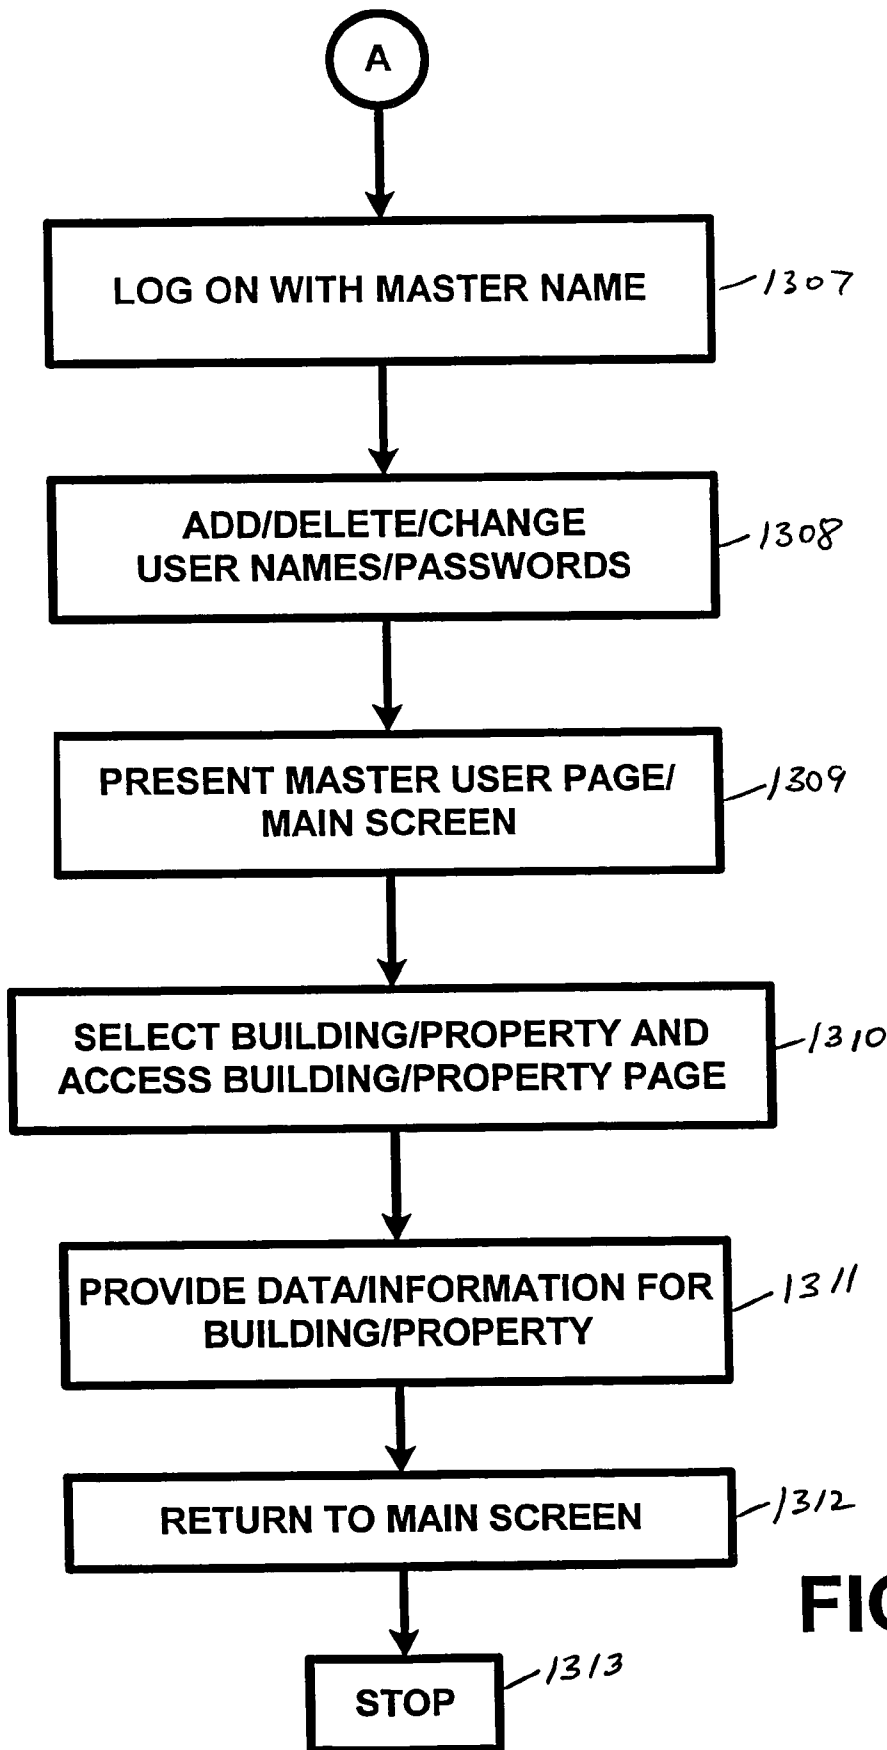 A
LOG ON WITH MASTER NAME
1307
ADD/DELETE/CHANGE
USER NAMES/PASSWORDS
1308
PRESENT MASTER USER PAGE/
MAIN SCREEN
1309
SELECT BUILDING/PROPERTY AND
ACCESS BUILDING/PROPERTY PAGE
1310
PROVIDE DATA/INFORMATION FOR
BUILDING/PROPERTY
1311
RETURN TO MAIN SCREEN
1312
STOP
1313